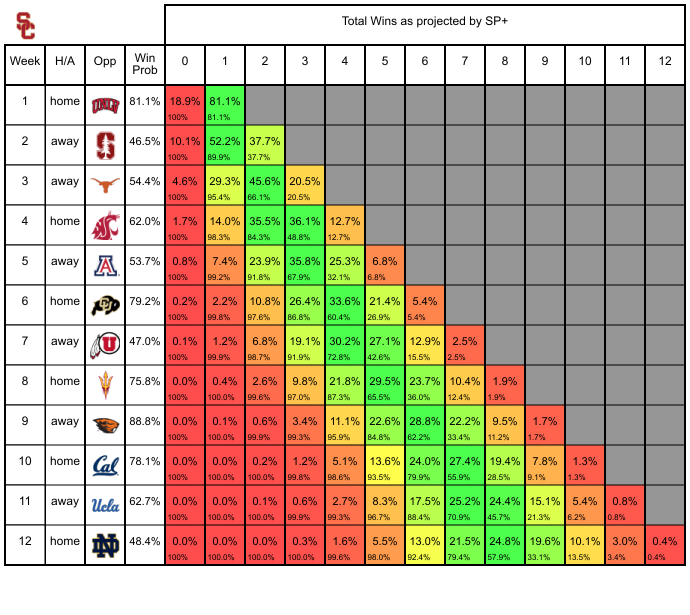 SC
Total Wins as projected by SP+
Week H/A Opp Win Prob 0 1 2 3 4 5 6 7 8 9 10 11 12
1 home UNLV 81.1% 18.9% 81.1%
100% 81.1%
2 away S 46.5% 10.1% 52.2% 37.7%
100% 89.9% 37.7%
3 away 54.4% 4.6% 29.3% 45.6% 20.5%
100% 95.4% 66.1% 20.5%
4 home 62.0% 1.7% 14.0% 35.5% 36.1% 12.7%
100% 98.3% 84.3% 48.8% 12.7%
5 away A 53.7% 0.8% 7.4% 23.9% 35.8% 25.3% 6.8%
100% 99.2% 91.8% 67.9% 32.1% 6.8%
6 home CU 79.2% 0.2% 2.2% 10.8% 26.4% 33.6% 21.4% 5.4%
100% 99.8% 97.6% 86.8% 60.4% 26.9% 5.4%
7 away U 47.0% 0.1% 1.2% 6.8% 19.1% 30.2% 27.1% 12.9% 2.5%
100% 99.9% 98.7% 91.9% 72.8% 42.6% 15.5% 2.5%
8 home 75.8% 0.0% 0.4% 2.6% 9.8% 21.8% 29.5% 23.7% 10.4% 1.9%
100% 100.0% 99.6% 97.0% 87.3% 65.5% 36.0% 12.4% 1.9%
9 away 88.8% 0.0% 0.1% 0.6% 3.4% 11.1% 22.6% 28.8% 22.2% 9.5% 1.7%
100% 100.0% 99.9% 99.3% 95.9% 84.8% 62.2% 33.4% 11.2% 1.7%
10 home Cal 78.1% 0.0% 0.0% 0.2% 1.2% 5.1% 13.6% 24.0% 27.4% 19.4% 7.8% 1.3%
100% 100.0% 100.0% 99.8% 98.6% 93.5% 79.9% 55.9% 28.5% 9.1% 1.3%
11 away Ucla 62.7% 0.0% 0.0% 0.1% 0.6% 2.7% 8.3% 17.5% 25.2% 24.4% 15.1% 5.4% 0.8%
100% 100.0% 100.0% 99.9% 99.3% 96.7% 88.4% 70.9% 45.7% 21.3% 6.2% 0.8%
12 home ND 48.4% 0.0% 0.0% 0.0% 0.3% 1.6% 5.5% 13.0% 21.5% 24.8% 19.6% 10.1% 3.0% 0.4%
100% 100.0% 100.0% 100.0% 99.6% 98.0% 92.4% 79.4% 57.9% 33.1% 13.5% 3.4% 0.4%